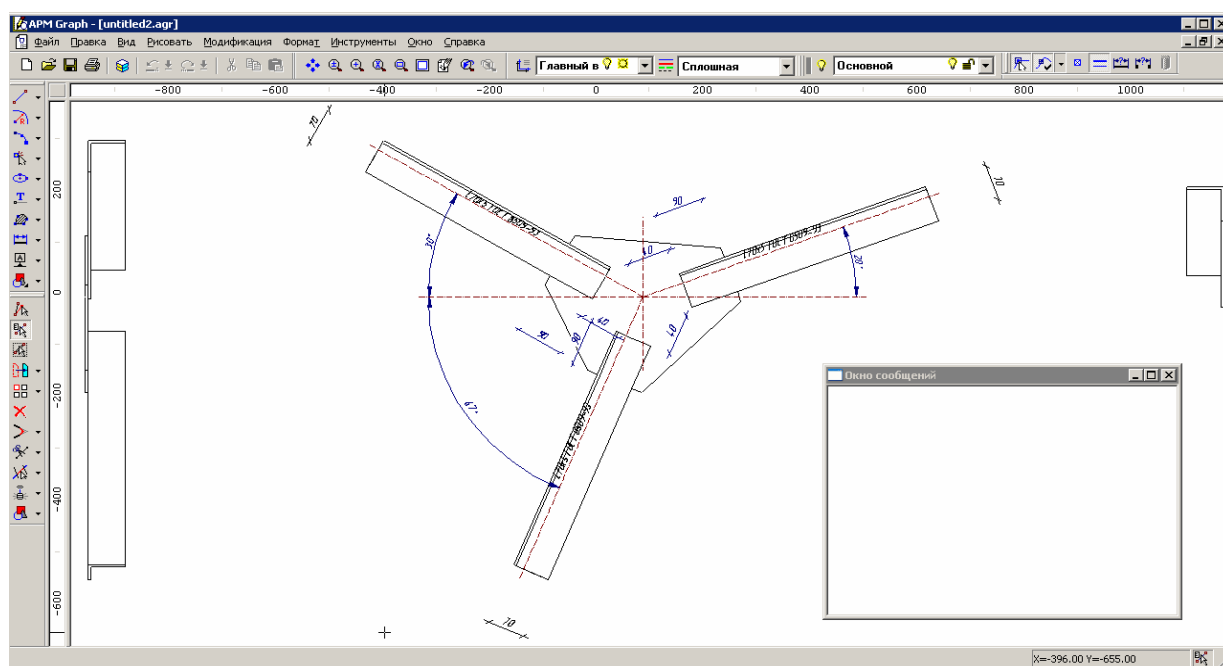 APM Graph - [untitled2.agr]
Файл Правка Вид Рисовать Модификация Формат Инструменты Окно Справка
Главный в Сплошная Основной
-800 -600 -400 -200 0 200 400 600 800 1000
200
0
-200
-400
-600
70
70
90
40
30°
20°
40
90
90
40
67°
70
Окно сообщений
X=-396.00 Y=-655.00